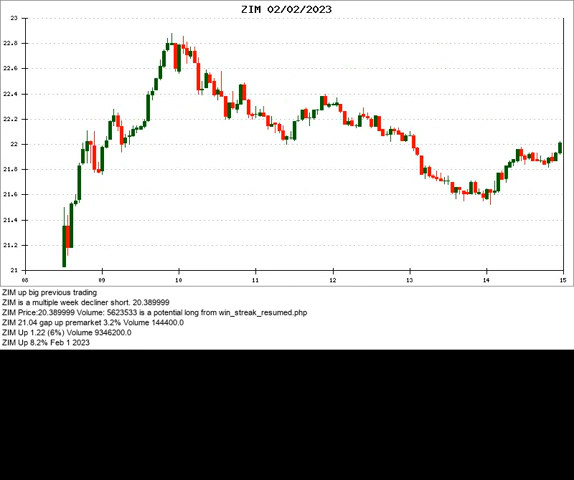 ZIM 02/02/2023
23
22.8
22.6
22.4
22.2
22
21.8
21.6
21.4
21.2
21
08 09 10 11 12 13 14 15
ZIM up big previous trading
ZIM is a multiple week decliner short. 20.389999
ZIM Price:20.389999 Volume: 5623533 is a potential long from win_streak_resumed.php
ZIM 21.04 gap up premarket 3.2% Volume 144400.0
ZIM Up 1.22 (6%) Volume 9346200.0
ZIM Up 8.2% Feb 1 2023